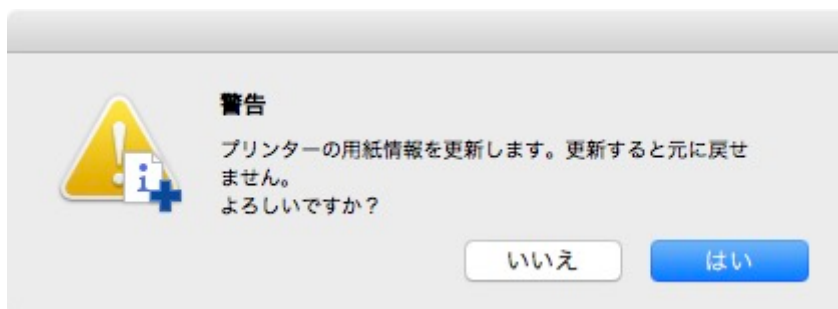 警告
プリンターの用紙情報を更新します。更新すると元に戻せ
ません。
よろしいですか？
いいえ
はい